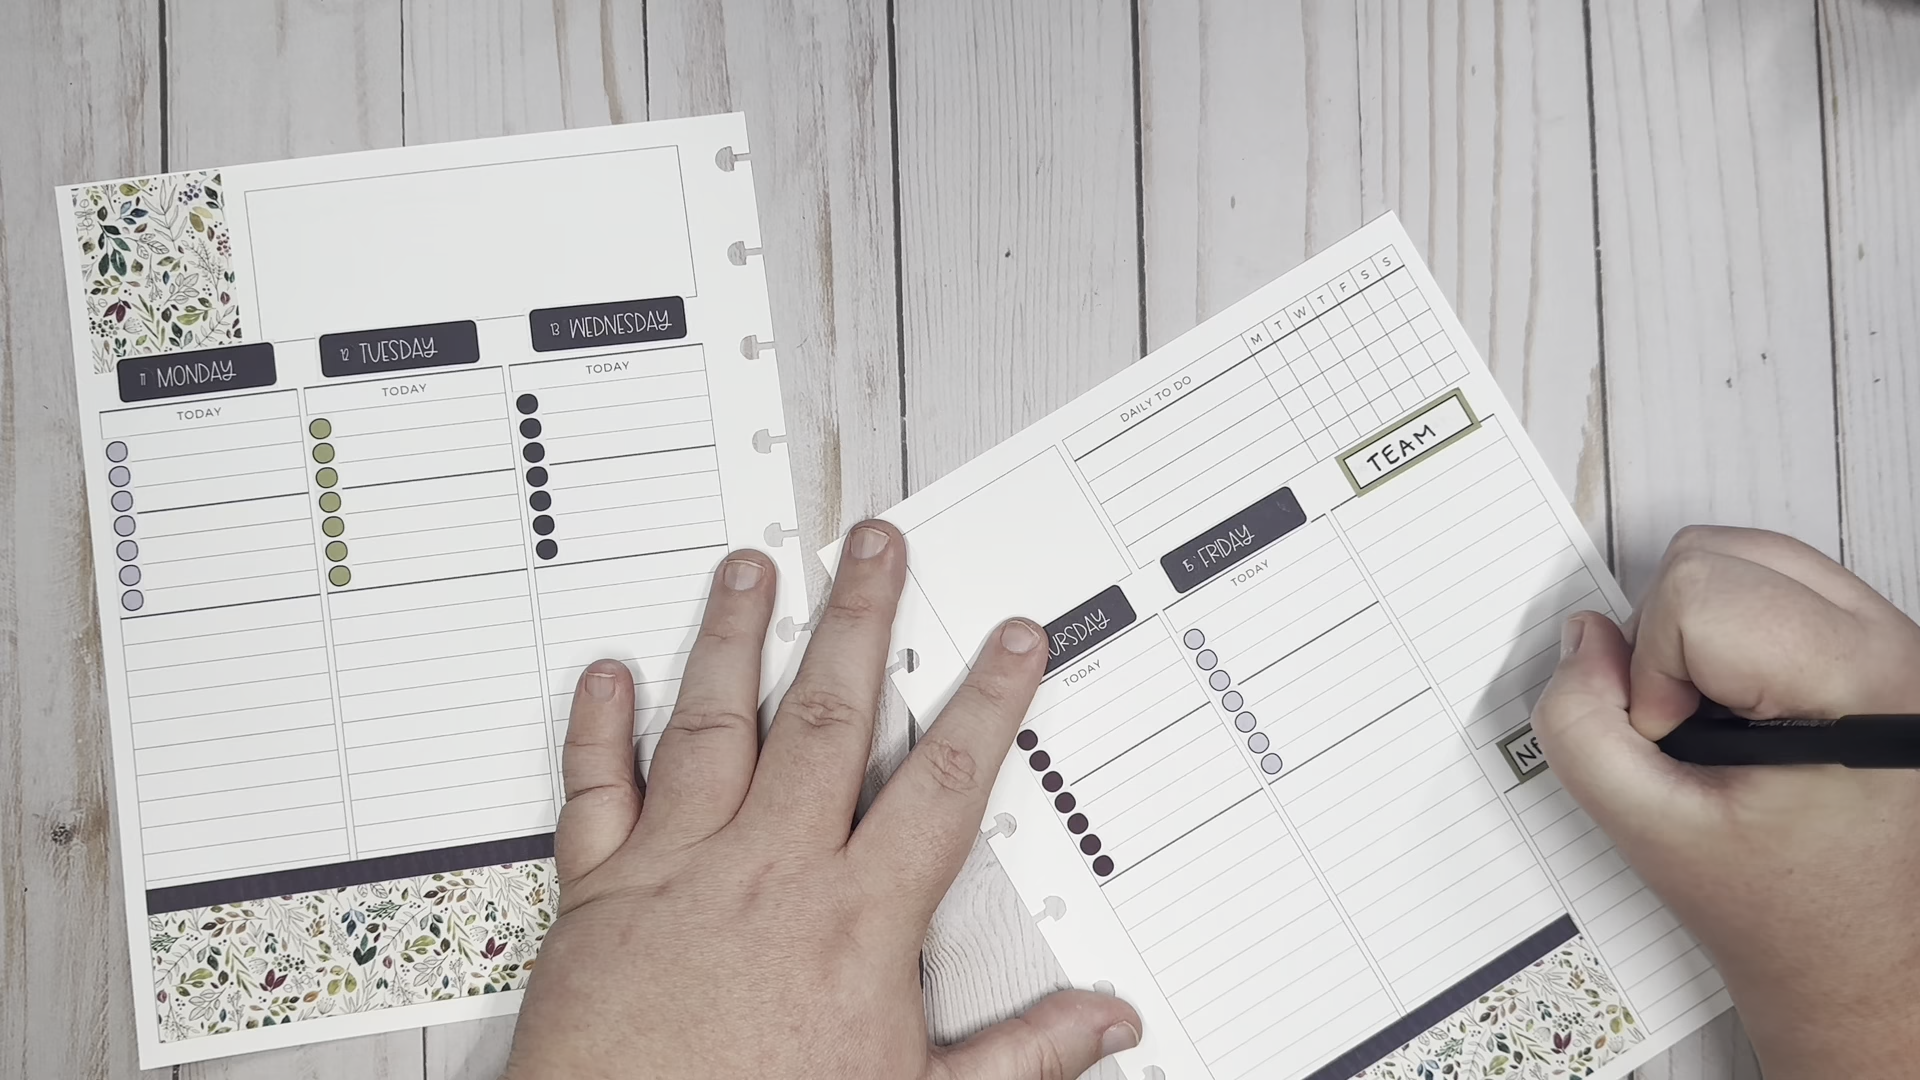 11 MONDAY
12 TUESDAY
13 WEDNESDAY
TODAY
TODAY
TODAY
DAILY TO DO
M T W T F S S
TEAM
15 FRIDAY
URSDAY
TODAY
TODAY